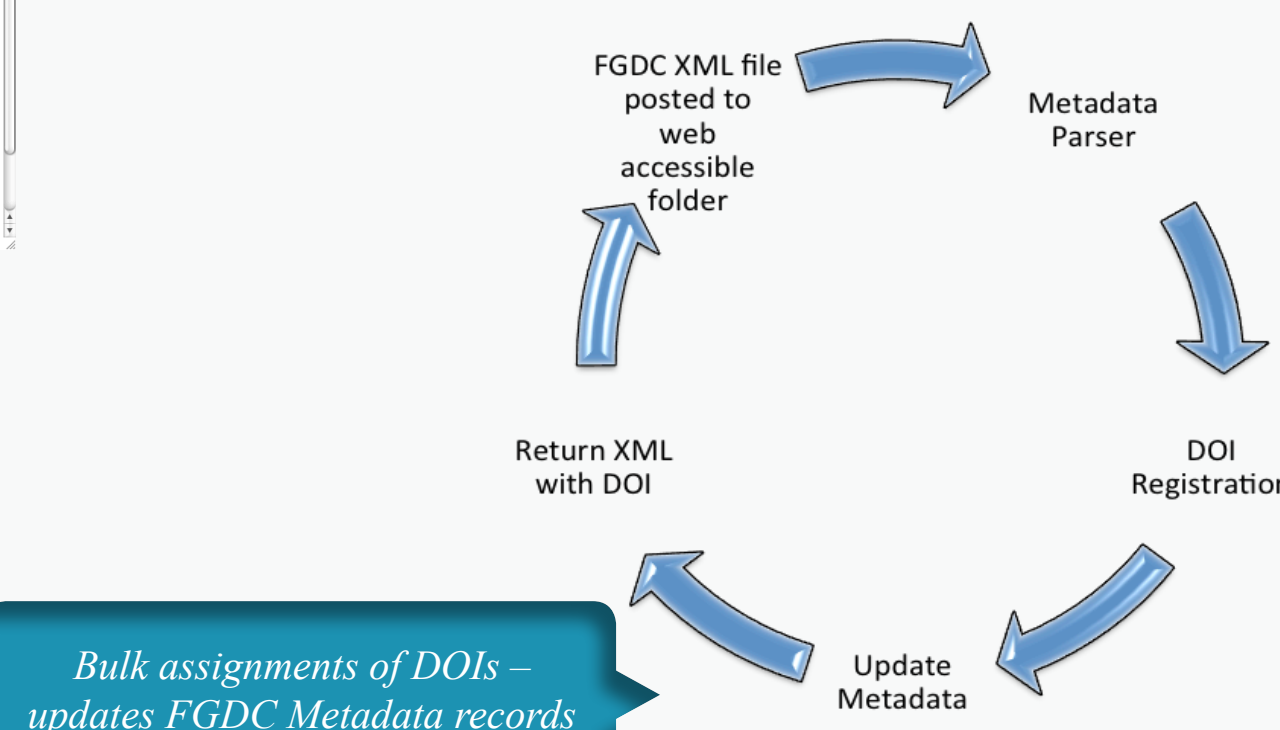 FGDC XML file
posted to
web
accessible
folder
Metadata
Parser
DOI
Registration
Update
Metadata
Return XML
with DOI
Bulk assignments of DOIs –
updates FGDC Metadata records